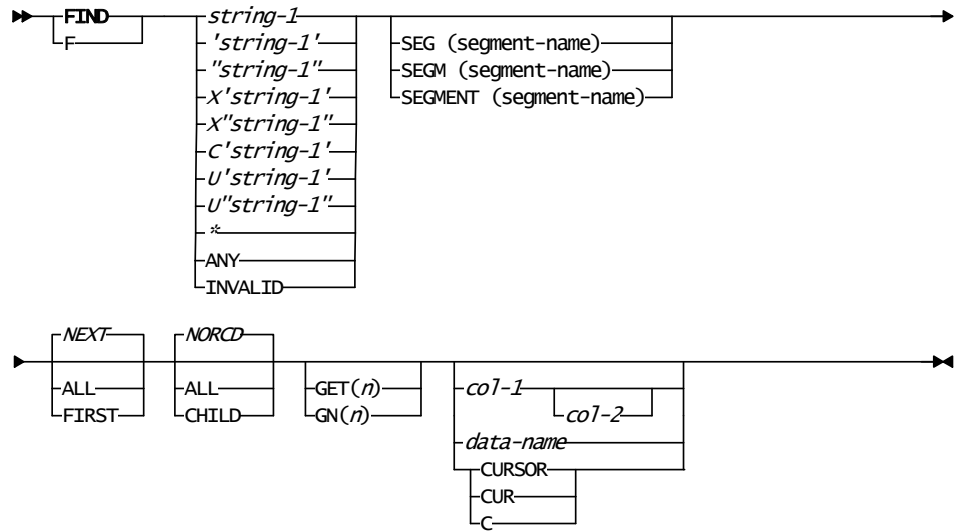 FIND
F
string-1
'string-1'
"string-1"
X'string-1'
X"string-1"
C'string-1'
U'string-1'
U"string-1"
*
ANY
INVALID
SEG (segment-name)
SEGM (segment-name)
SEGMENT (segment-name)
NEXT
ALL
FIRST
NORCD
ALL
CHILD
GET(n)
GN(n)
col-1
col-2
data-name
CURSOR
CUR
C